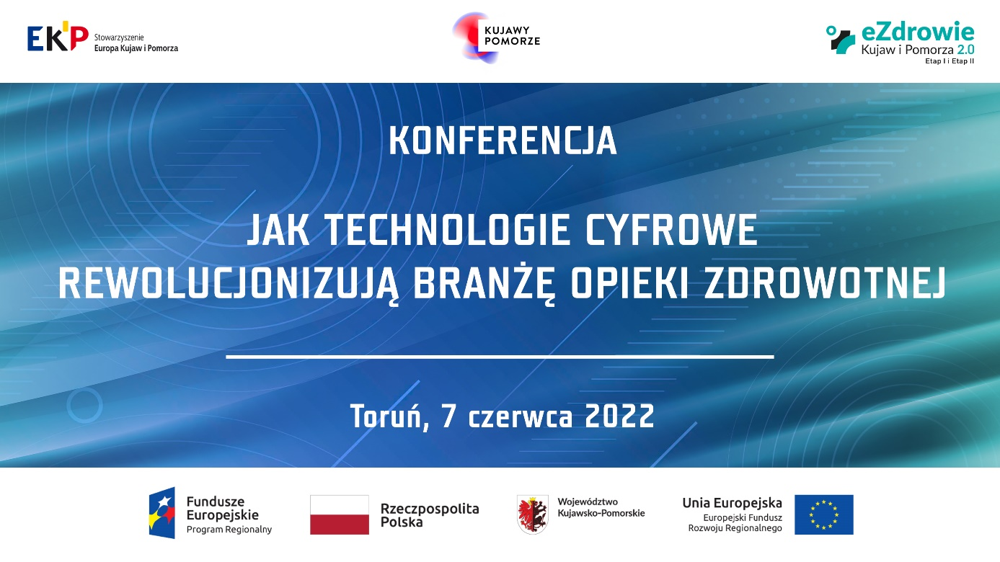 EK'P
Stowarzyszenie
Europa Kujaw i Pomorza
KUJAWY
POMORZE
eZdrowie
Kujaw i Pomorza 2.0
Etap I i Etap II
KONFERENCJA
JAK TECHNOLOGIE CYFROWE
REWOLUCJONIZUJĄ BRANŻĘ OPIEKI ZDROWOTNEJ
Toruń, 7 czerwca 2022
Fundusze
Europejskie
Program Regionalny
Rzeczpospolita
Polska
Województwo
Kujawsko-Pomorskie
Unia Europejska
Europejski Fundusz
Rozwoju Regionalnego